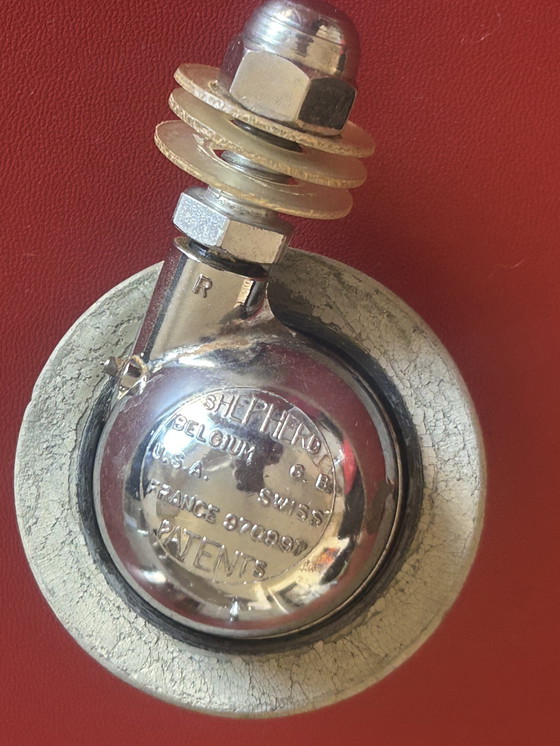 R
SHEPHERD
BELGIUM
U.S.A. G.B.
SWISS
FRANCE 970997
PATENTS